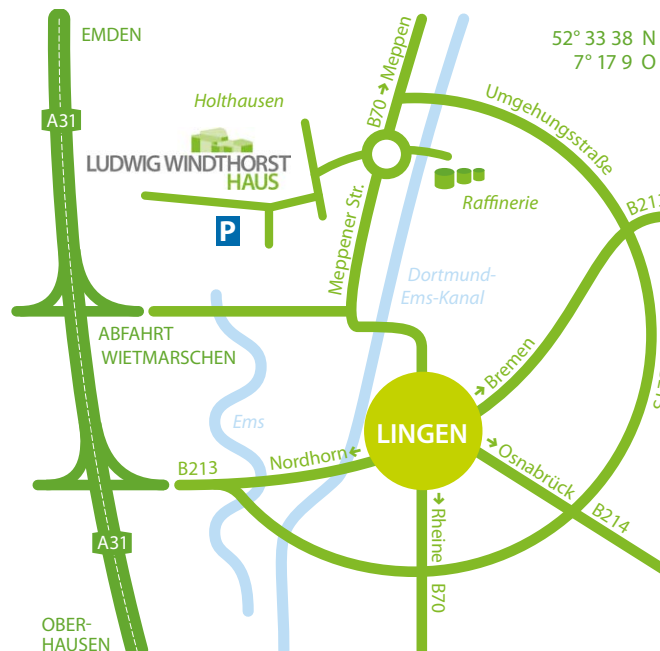 EMDEN
52° 33 38 N
7° 17 9 O
B70 → Meppen
Umgehungsstraße
Holthausen
A31
LUDWIG WINDTHORST
HAUS
Raffinerie
B213
P
Meppener Str.
Dortmund-
Ems-Kanal
ABFAHRT
WIETMARSCHEN
→ Bremen
Ems
LINGEN
B213
Nordhorn ←
→ Osnabrück
B214
→ Rheine
B70
A31
OBER-
HAUSEN